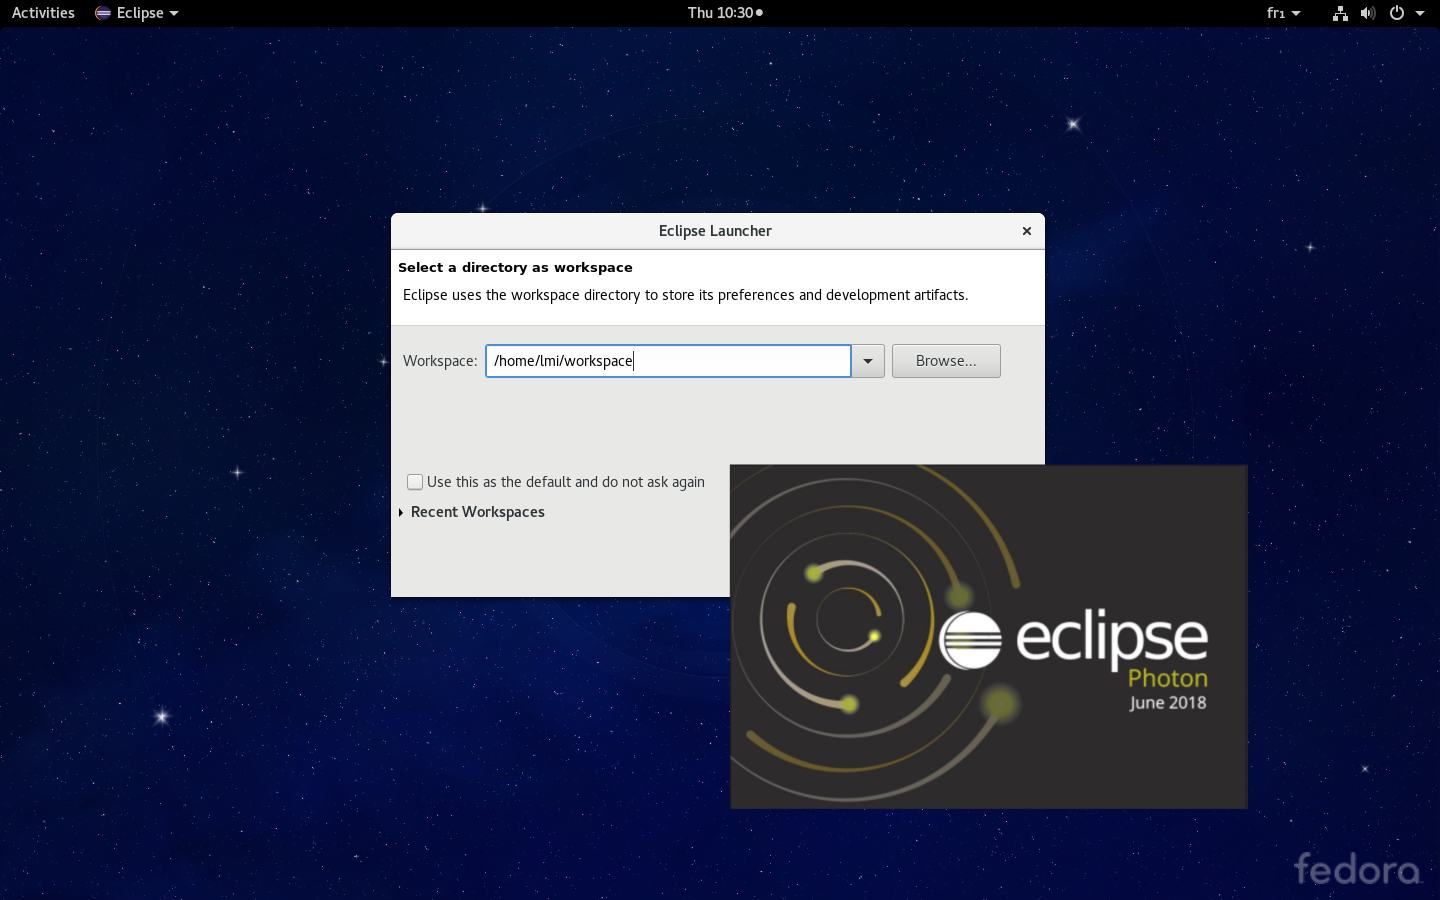 Activities Eclipse Thu 10:30 fr₁
Eclipse Launcher
Select a directory as workspace
Eclipse uses the workspace directory to store its preferences and development artifacts.
Workspace: /home/lmi/workspace Browse...
Use this as the default and do not ask again
Recent Workspaces
eclipse
Photon
June 2018
fedora